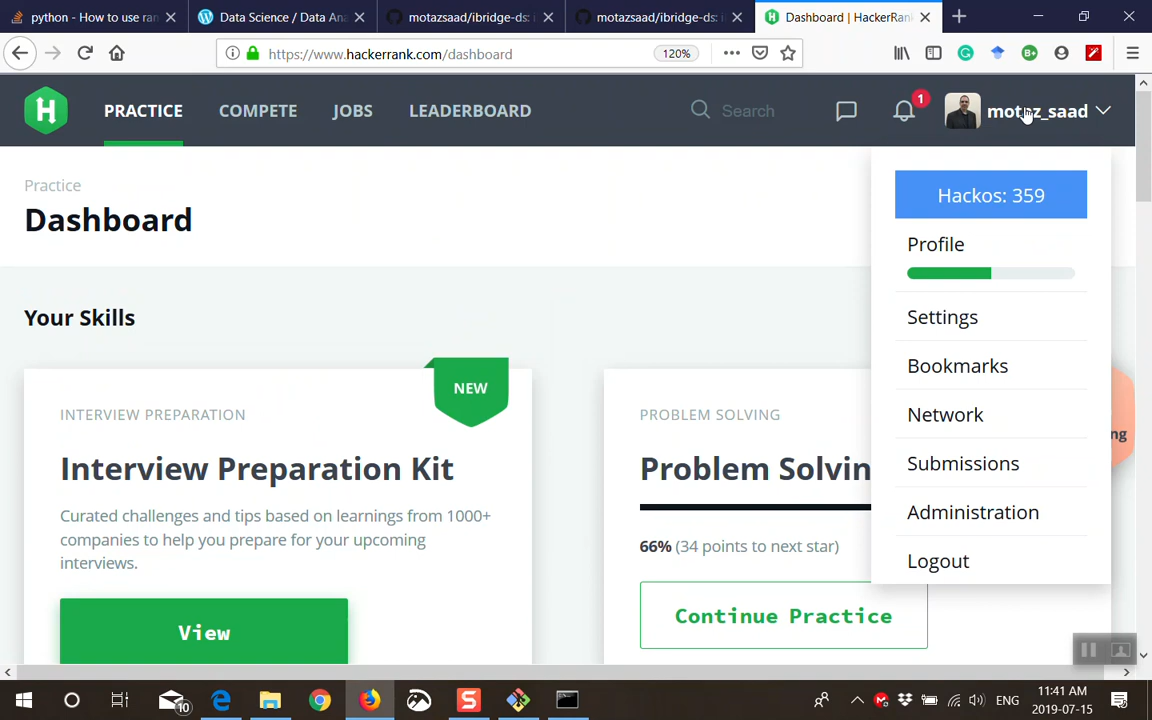 python - How to use ran
Data Science / Data An
motazsaad/ibridge-ds:
motazsaad/ibridge-ds: i
Dashboard | HackerRank
https://www.hackerrank.com/dashboard
120%
PRACTICE
COMPETE
JOBS
LEADERBOARD
Search
1
motaz_saad
Practice
Dashboard
Hackos: 359
Profile
Settings
Bookmarks
Network
Submissions
Administration
Logout
Your Skills
NEW
INTERVIEW PREPARATION
Interview Preparation Kit
Curated challenges and tips based on learnings from 1000+
companies to help you prepare for your upcoming
interviews.
View
PROBLEM SOLVING
Problem Solvin
66% (34 points to next star)
Continue Practice
ng
10
ENG
11:41 AM
2019-07-15